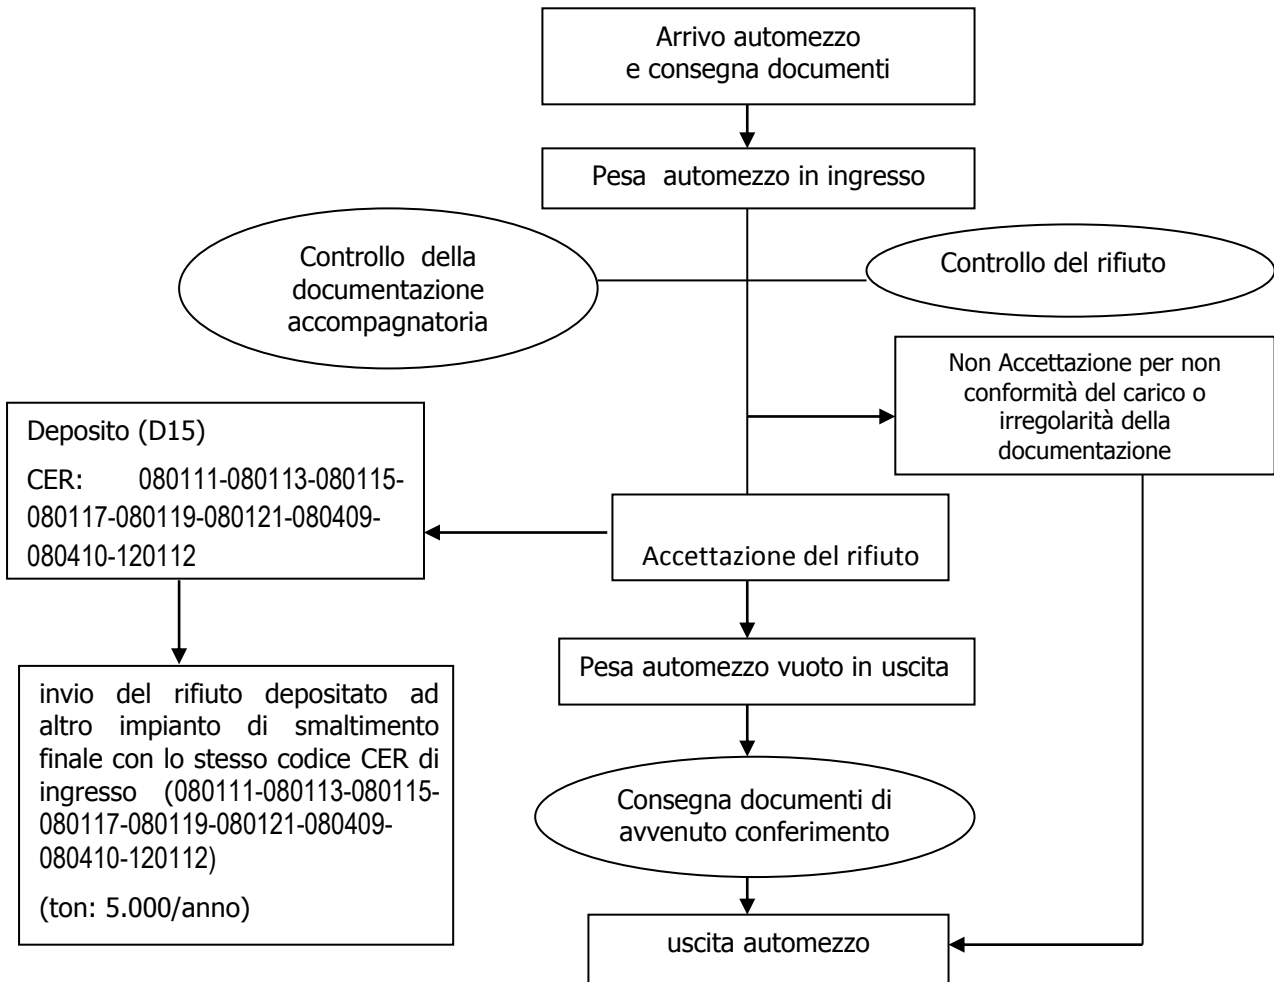 Arrivo automezzo
e consegna documenti
Pesa automezzo in ingresso
Controllo della
documentazione
accompagnatoria
Controllo del rifiuto
Non Accettazione per non
conformità del carico o
irregolarità della
documentazione
Deposito (D15)
CER: 080111-080113-080115-
080117-080119-080121-080409-
080410-120112
Accettazione del rifiuto
Pesa automezzo vuoto in uscita
invio del rifiuto depositato ad
altro impianto di smaltimento
finale con lo stesso codice CER di
ingresso (080111-080113-080115-
080117-080119-080121-080409-
080410-120112)
(ton: 5.000/anno)
Consegna documenti di
avvenuto conferimento
uscita automezzo